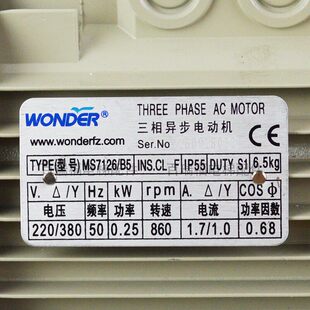 WONDER
THREE PHASE AC MOTOR
三相异步电动机
www.wonderfz.com
Ser.No
CE
TYPE(型号) MS7126/B5 INS.CL F IP55 DUTY S1 6.5kg
V. △/Y Hz kW rpm A. △/Y COSΦ
电压 频率 功率 转速 电流 功率因数
220/380 50 0.25 860 1.7/1.0 0.68